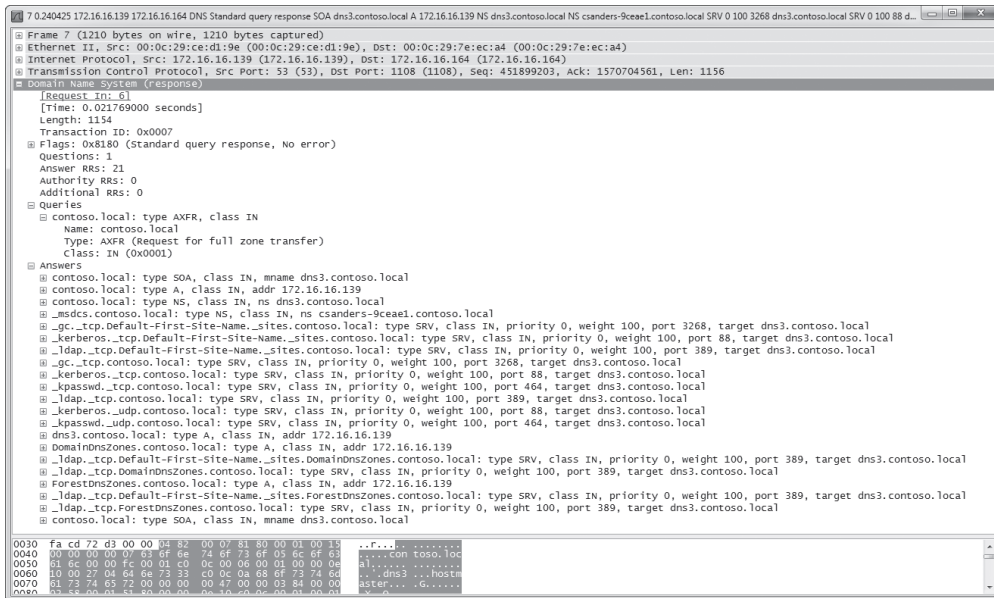 7 0.240425 172.16.16.139 172.16.16.164 DNS Standard query response SOA dns3.contoso.local A 172.16.16.139 NS dns3.contoso.local NS csanders-9ceae1.contoso.local SRV 0 100 3268 dns3.contoso.local SRV 0 100 88 d...
Frame 7 (1210 bytes on wire, 1210 bytes captured)
Ethernet II, Src: 00:0c:29:ce:d1:9e (00:0c:29:ce:d1:9e), Dst: 00:0c:29:7e:ec:a4 (00:0c:29:7e:ec:a4)
Internet Protocol, Src: 172.16.16.139 (172.16.16.139), Dst: 172.16.16.164 (172.16.16.164)
Transmission Control Protocol, Src Port: 53 (53), Dst Port: 1108 (1108), Seq: 451899203, Ack: 1570704561, Len: 1156
Domain Name System (response)
[Request In: 6]
[Time: 0.021769000 seconds]
Length: 1154
Transaction ID: 0x0007
Flags: 0x8180 (Standard query response, No error)
Questions: 1
Answer RRs: 21
Authority RRs: 0
Additional RRs: 0
Queries
contoso.local: type AXFR, class IN
Name: contoso.local
Type: AXFR (Request for full zone transfer)
Class: IN (0x0001)
Answers
contoso.local: type SOA, class IN, mname dns3.contoso.local
contoso.local: type A, class IN, addr 172.16.16.139
contoso.local: type NS, class IN, ns dns3.contoso.local
_msdcs.contoso.local: type NS, class IN, ns csanders-9ceae1.contoso.local
_gc._tcp.Default-First-Site-Name._sites.contoso.local: type SRV, class IN, priority 0, weight 100, port 3268, target dns3.contoso.local
_kerberos._tcp.Default-First-Site-Name._sites.contoso.local: type SRV, class IN, priority 0, weight 100, port 88, target dns3.contoso.local
_ldap._tcp.Default-First-Site-Name._sites.contoso.local: type SRV, class IN, priority 0, weight 100, port 389, target dns3.contoso.local
_gc._tcp.contoso.local: type SRV, class IN, priority 0, weight 100, port 3268, target dns3.contoso.local
_kerberos._tcp.contoso.local: type SRV, class IN, priority 0, weight 100, port 88, target dns3.contoso.local
_kpasswd._tcp.contoso.local: type SRV, class IN, priority 0, weight 100, port 464, target dns3.contoso.local
_ldap._tcp.contoso.local: type SRV, class IN, priority 0, weight 100, port 389, target dns3.contoso.local
_kerberos._udp.contoso.local: type SRV, class IN, priority 0, weight 100, port 88, target dns3.contoso.local
_kpasswd._udp.contoso.local: type SRV, class IN, priority 0, weight 100, port 464, target dns3.contoso.local
dns3.contoso.local: type A, class IN, addr 172.16.16.139
DomainDnsZones.contoso.local: type A, class IN, addr 172.16.16.139
_ldap._tcp.Default-First-Site-Name._sites.DomainDnsZones.contoso.local: type SRV, class IN, priority 0, weight 100, port 389, target dns3.contoso.local
_ldap._tcp.DomainDnsZones.contoso.local: type SRV, class IN, priority 0, weight 100, port 389, target dns3.contoso.local
ForestDnsZones.contoso.local: type A, class IN, addr 172.16.16.139
_ldap._tcp.Default-First-Site-Name._sites.ForestDnsZones.contoso.local: type SRV, class IN, priority 0, weight 100, port 389, target dns3.contoso.local
_ldap._tcp.ForestDnsZones.contoso.local: type SRV, class IN, priority 0, weight 100, port 389, target dns3.contoso.local
contoso.local: type SOA, class IN, mname dns3.contoso.local
0030 fa cd 72 d3 00 00 04 82 00 07 81 80 00 01 00 15 ..r..... ........
0040 00 00 00 00 07 63 6f 6e 74 6f 73 6f 05 6c 6f 63 .....con toso.loc
0050 61 6c 00 00 fc 00 01 c0 0c 00 06 00 01 00 00 0e al...... ........
0060 10 00 27 04 64 6e 73 33 c0 0c 0a 68 6f 73 74 6d ..'.dns3 ...hostm
0070 61 73 74 65 72 00 00 00 00 47 00 00 03 84 00 00 aster... .G......
0080 02 58 00 01 51 80 00 00 0e 10 c0 0c 00 01 00 01